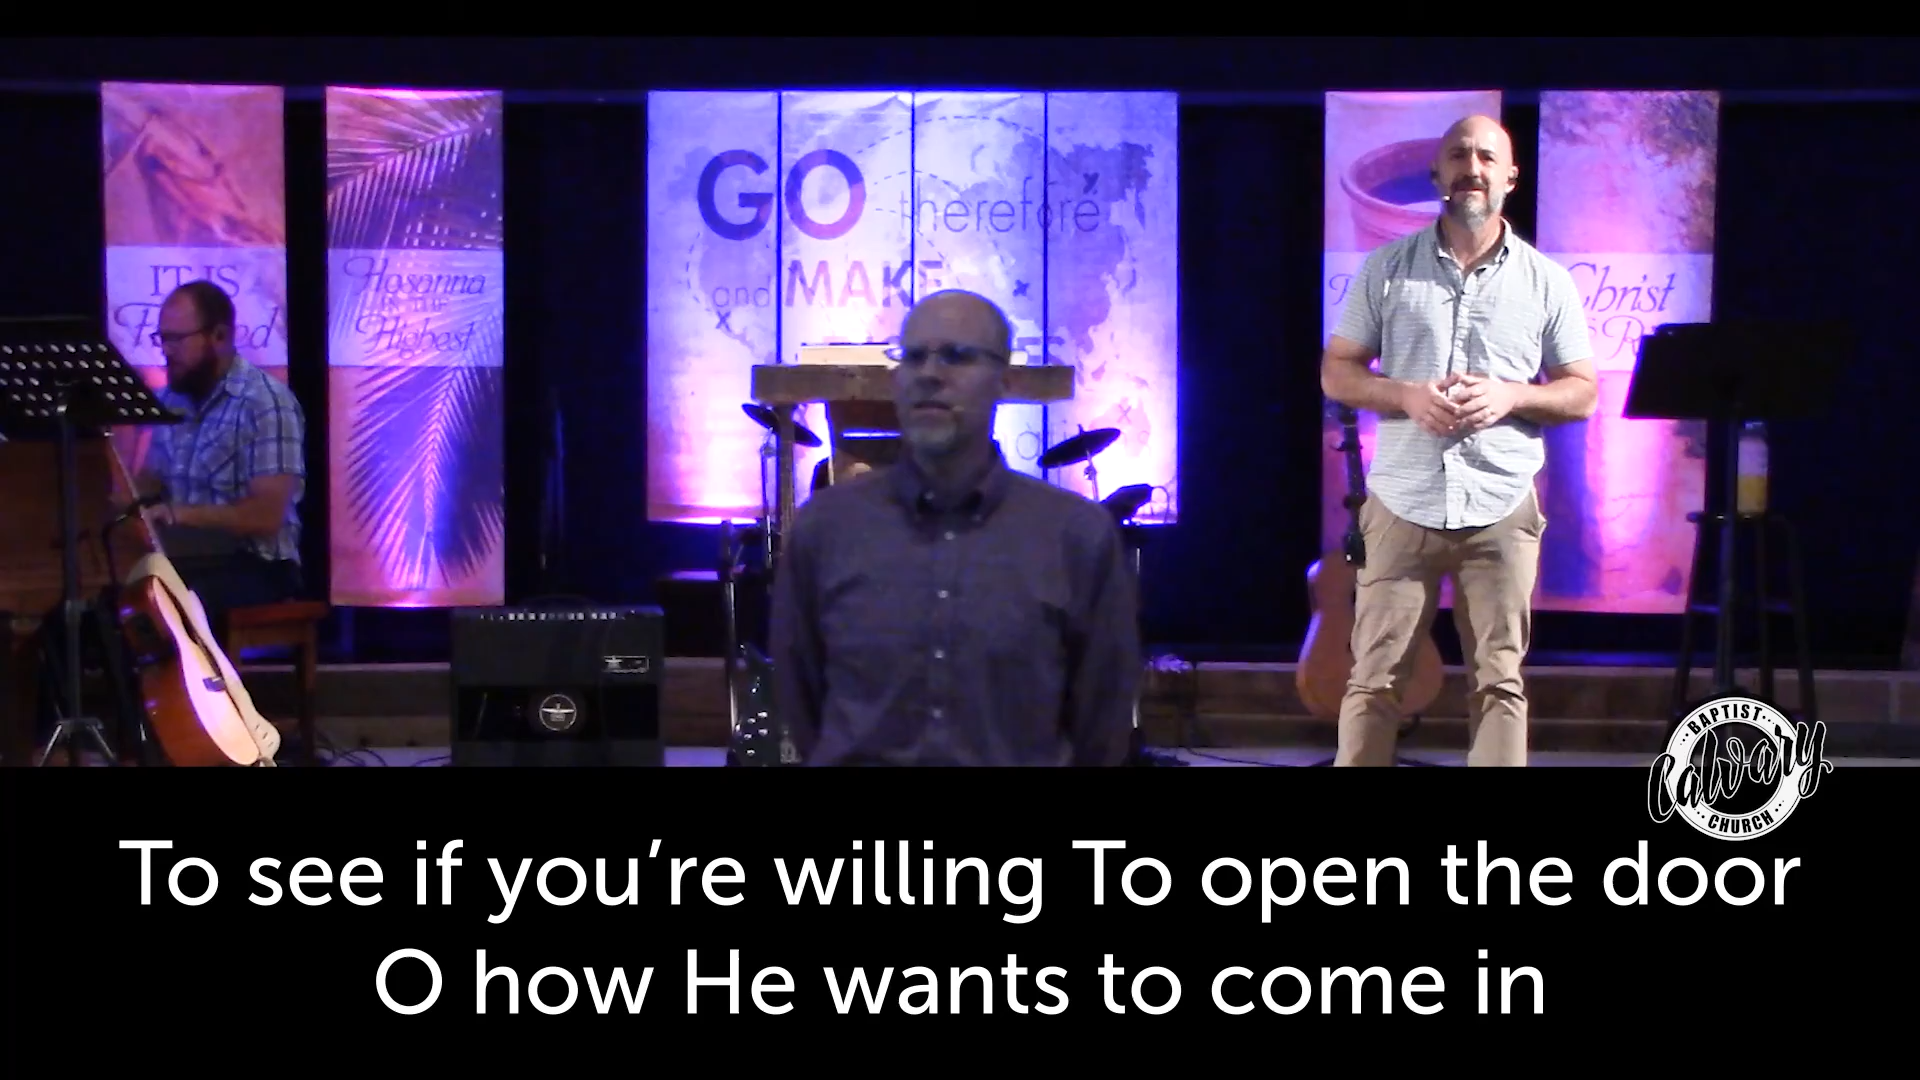 GO therefore
and MAKE
IT IS
Hosanna
IN THE
Highest
Christ
BAPTIST
Calvary
CHURCH
To see if you’re willing To open the door
O how He wants to come in